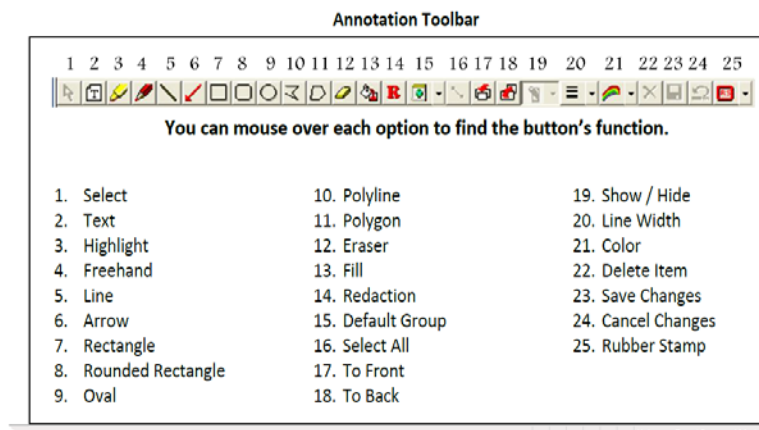 Annotation Toolbar
1 2 3 4 5 6 7 8 9 10 11 12 13 14 15 16 17 18 19 20 21 22 23 24 25
T R
You can mouse over each option to find the button's function.
1. Select
2. Text
3. Highlight
4. Freehand
5. Line
6. Arrow
7. Rectangle
8. Rounded Rectangle
9. Oval
10. Polyline
11. Polygon
12. Eraser
13. Fill
14. Redaction
15. Default Group
16. Select All
17. To Front
18. To Back
19. Show / Hide
20. Line Width
21. Color
22. Delete Item
23. Save Changes
24. Cancel Changes
25. Rubber Stamp